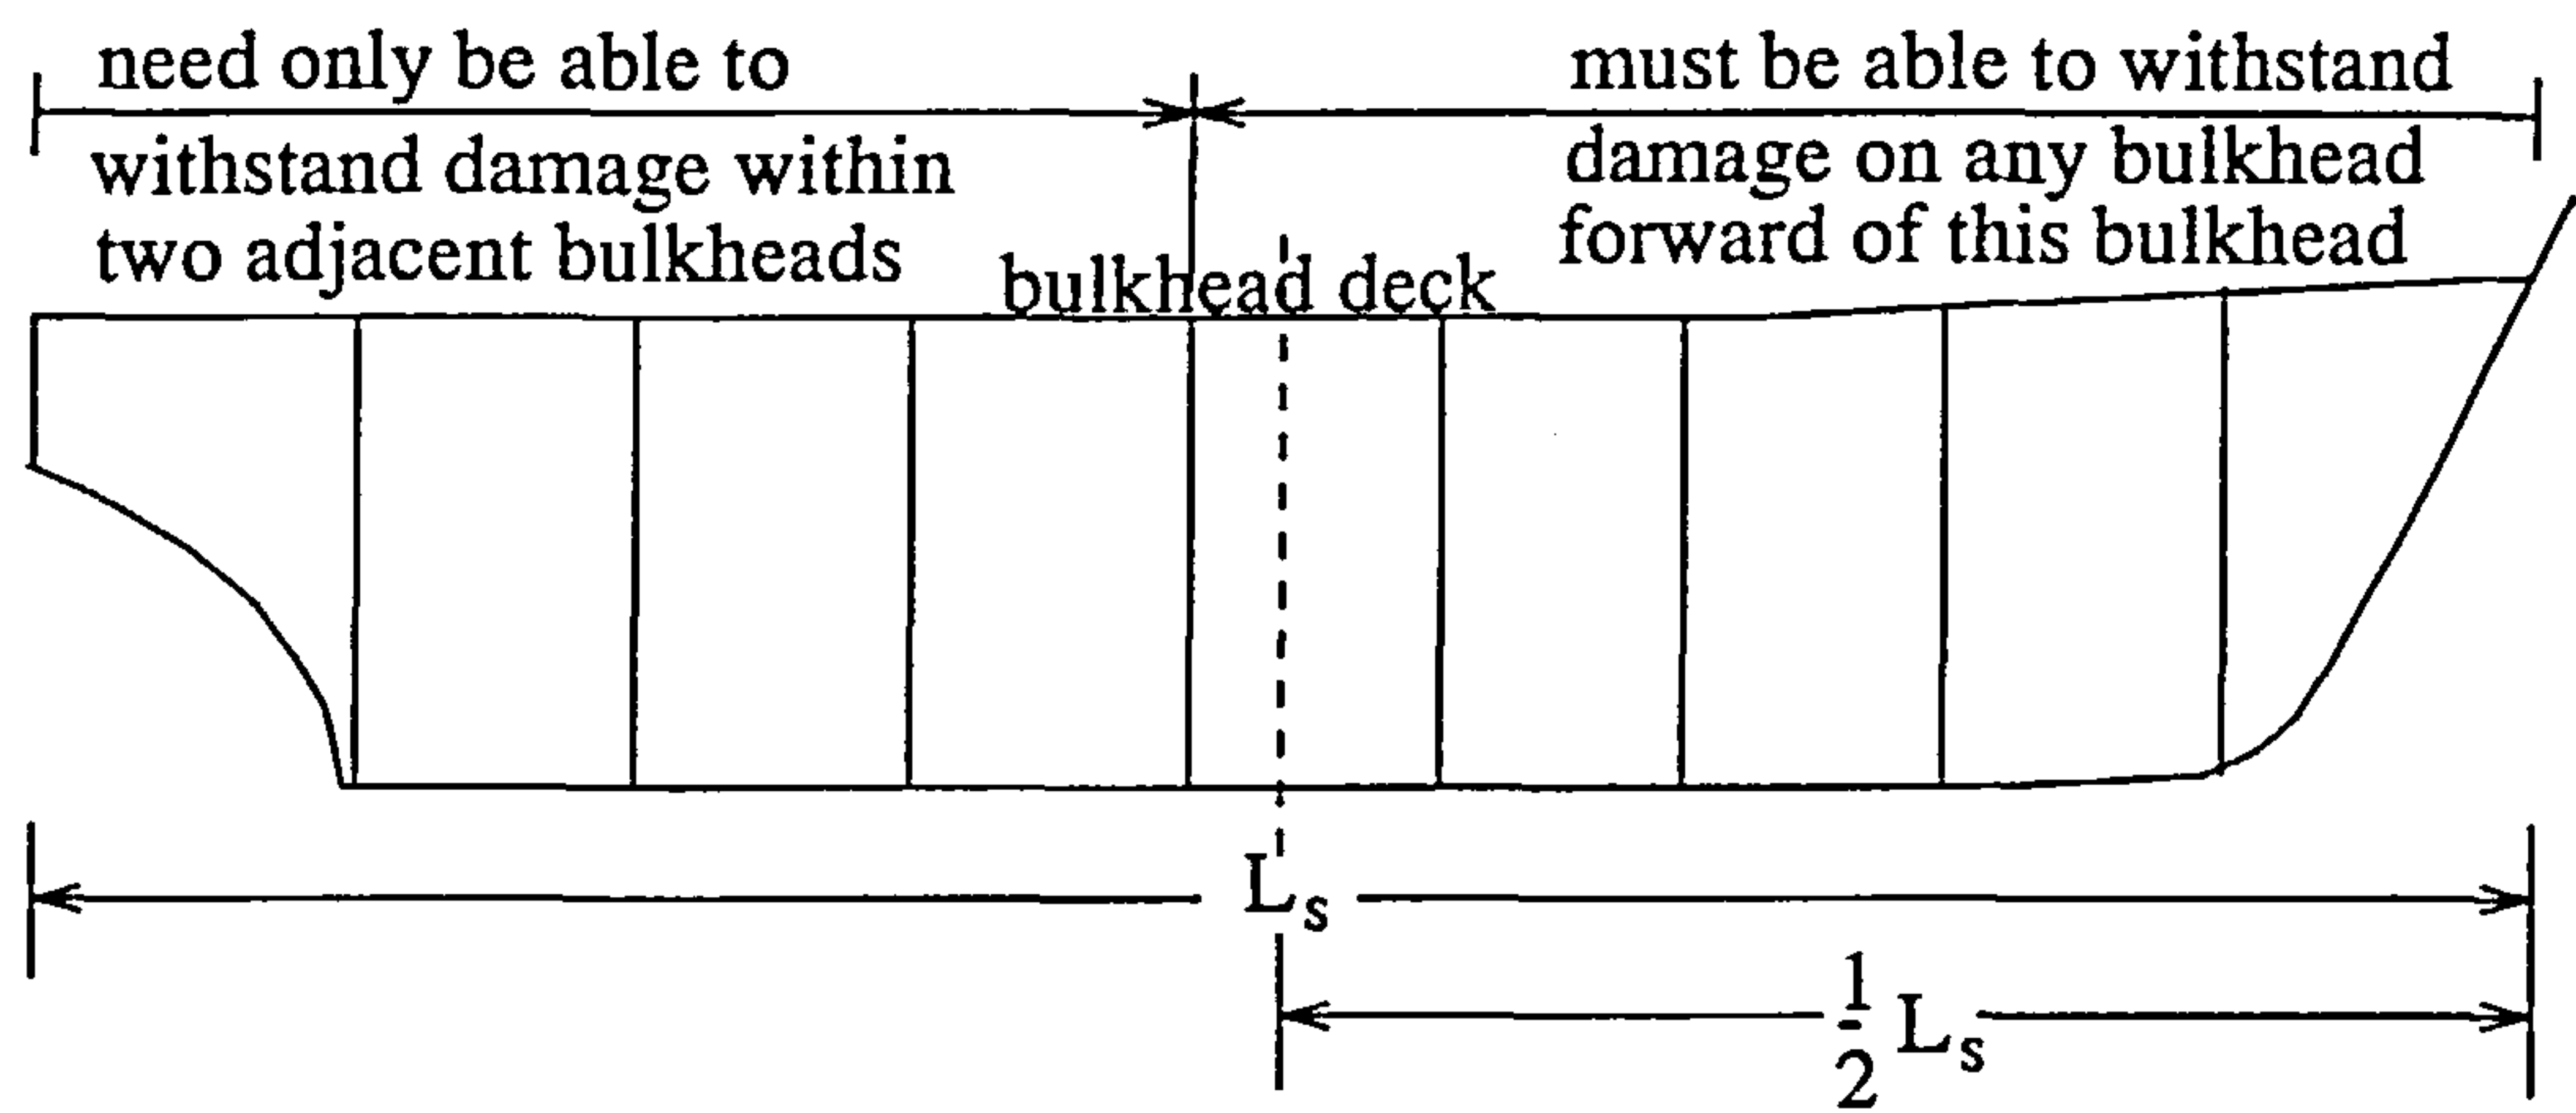 need only be able to
withstand damage within
two adjacent bulkheads
must be able to withstand
damage on any bulkhead
forward of this bulkhead
bulkhead deck
Ls
1/2 Ls